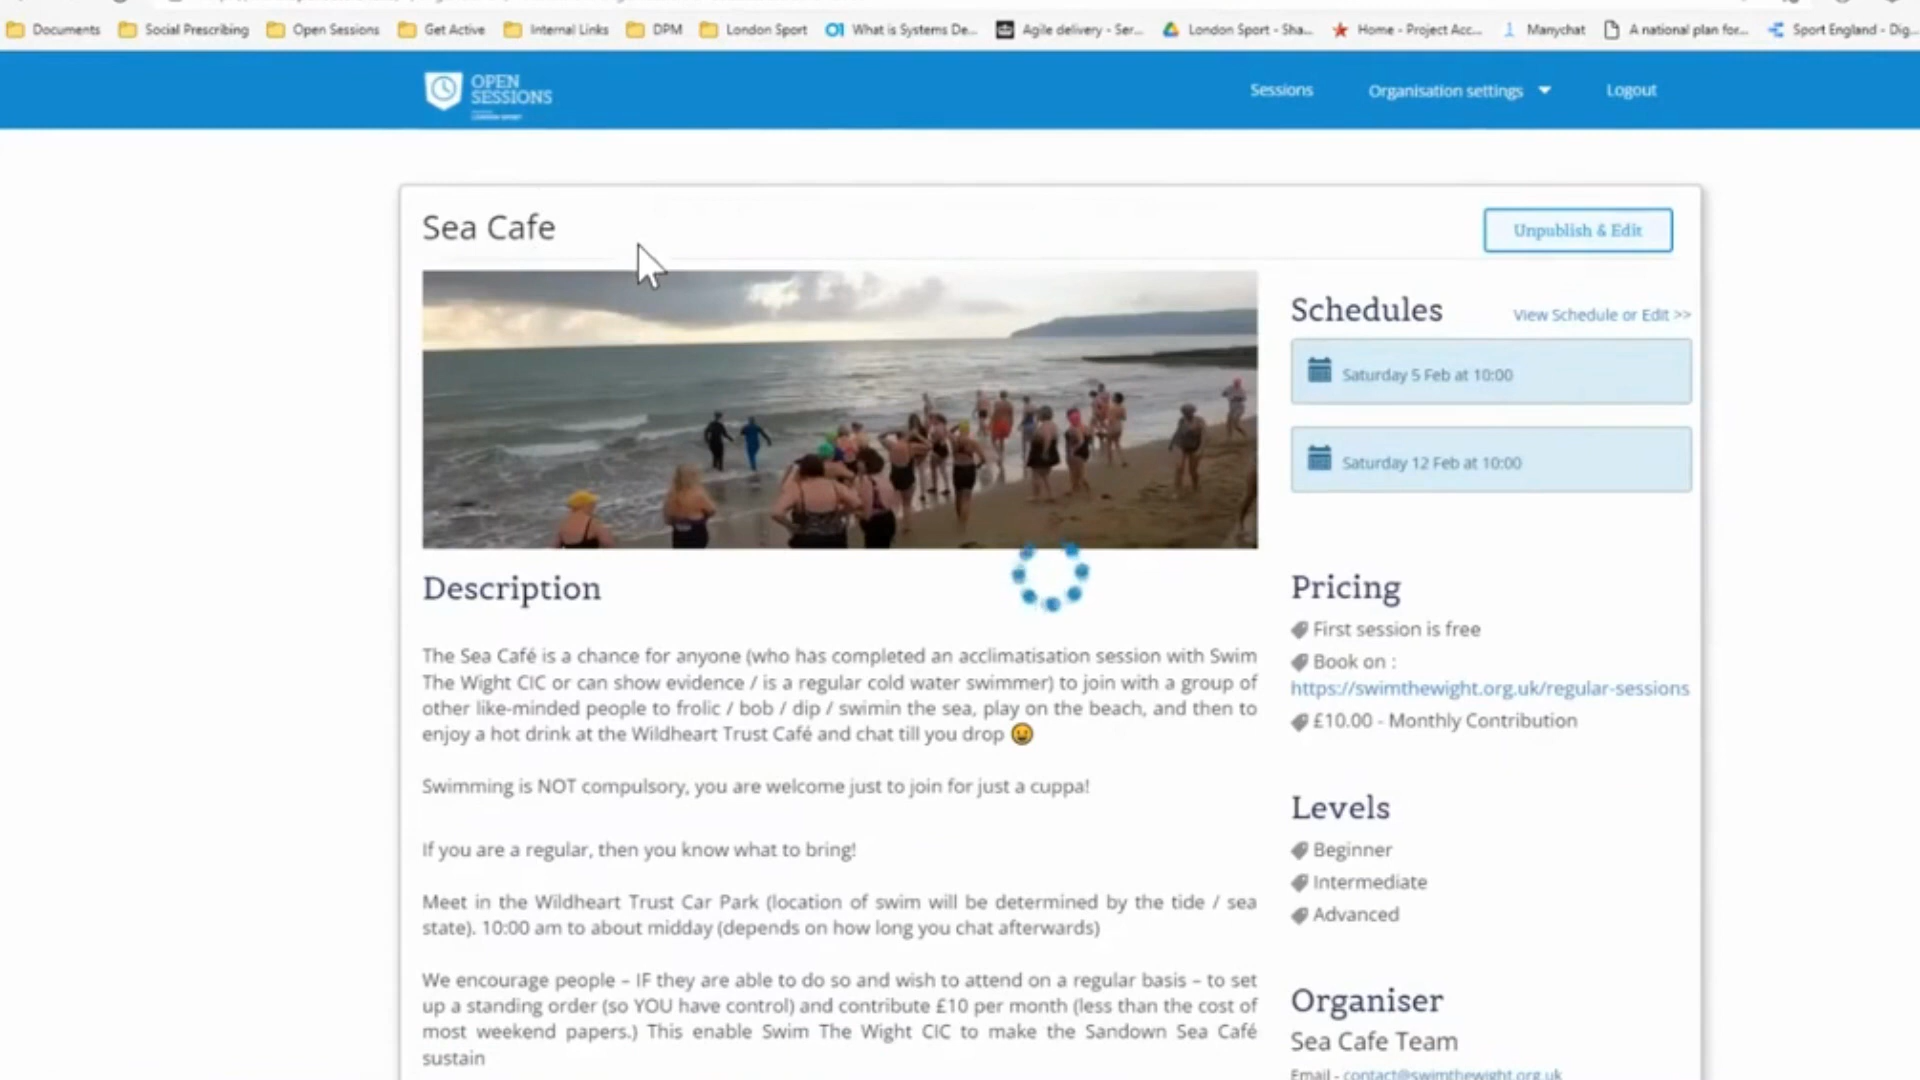 Documents Social Prescribing Open Sessions Get Active Internal Links DPM London Sport What is Systems De... Agile delivery - Ser... London Sport - Sha... Home - Project Acc... Manychat A national plan for... Sport England - Dig...
OPEN
SESSIONS
Sessions Organisation settings Logout
Sea Cafe
Unpublish & Edit
Schedules
View Schedule or Edit >>
Saturday 5 Feb at 10:00
Saturday 12 Feb at 10:00
Description
The Sea Café is a chance for anyone (who has completed an acclimatisation session with Swim
The Wight CIC or can show evidence / is a regular cold water swimmer) to join with a group of
other like-minded people to frolic / bob / dip / swimin the sea, play on the beach, and then to
enjoy a hot drink at the Wildheart Trust Café and chat till you drop 😀
Swimming is NOT compulsory, you are welcome just to join for just a cuppa!
If you are a regular, then you know what to bring!
Meet in the Wildheart Trust Car Park (location of swim will be determined by the tide / sea
state). 10:00 am to about midday (depends on how long you chat afterwards)
We encourage people – IF they are able to do so and wish to attend on a regular basis – to set
up a standing order (so YOU have control) and contribute £10 per month (less than the cost of
most weekend papers.) This enable Swim The Wight CIC to make the Sandown Sea Café
sustain
Pricing
First session is free
Book on :
https://swimthewight.org.uk/regular-sessions
£10.00 - Monthly Contribution
Levels
Beginner
Intermediate
Advanced
Organiser
Sea Cafe Team
Email - contact@swimthewight.org.uk